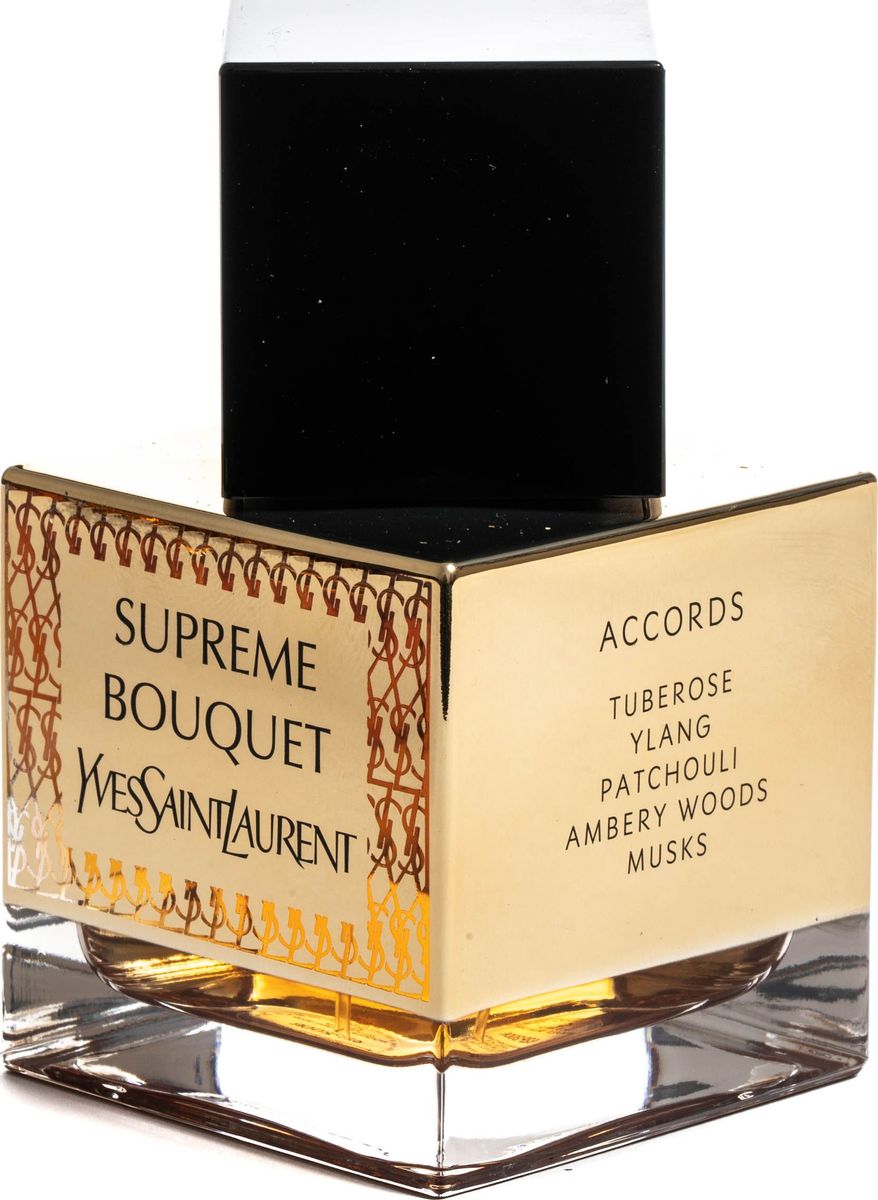 SUPREME
BOUQUET
YVESSAINTLAURENT
ACCORDS
TUBEROSE
YLANG
PATCHOULI
AMBERY WOODS
MUSKS